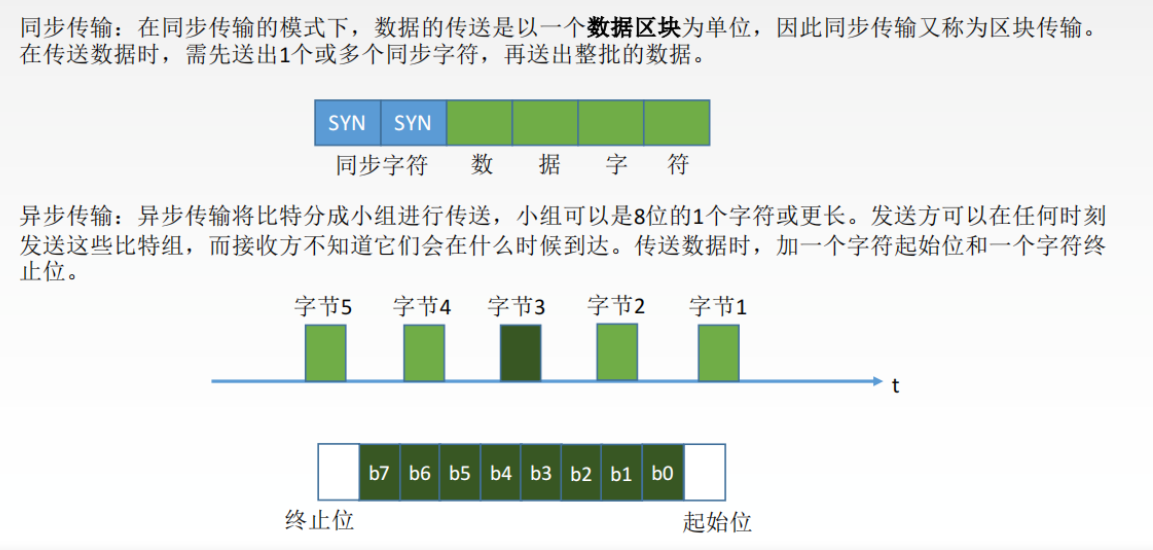 同步传输：在同步传输的模式下，数据的传送是以一个数据区块为单位，因此同步传输又称为区块传输。
在传送数据时，需先送出1个或多个同步字符，再送出整批的数据。
SYN SYN
同步字符 数 据 字 符
异步传输：异步传输将比特分成小组进行传送，小组可以是8位的1个字符或更长。发送方可以在任何时刻
发送这些比特组，而接收方不知道它们会在什么时候到达。传送数据时，加一个字符起始位和一个字符终
止位。
字节5 字节4 字节3 字节2 字节1
t
b7 b6 b5 b4 b3 b2 b1 b0
终止位 起始位